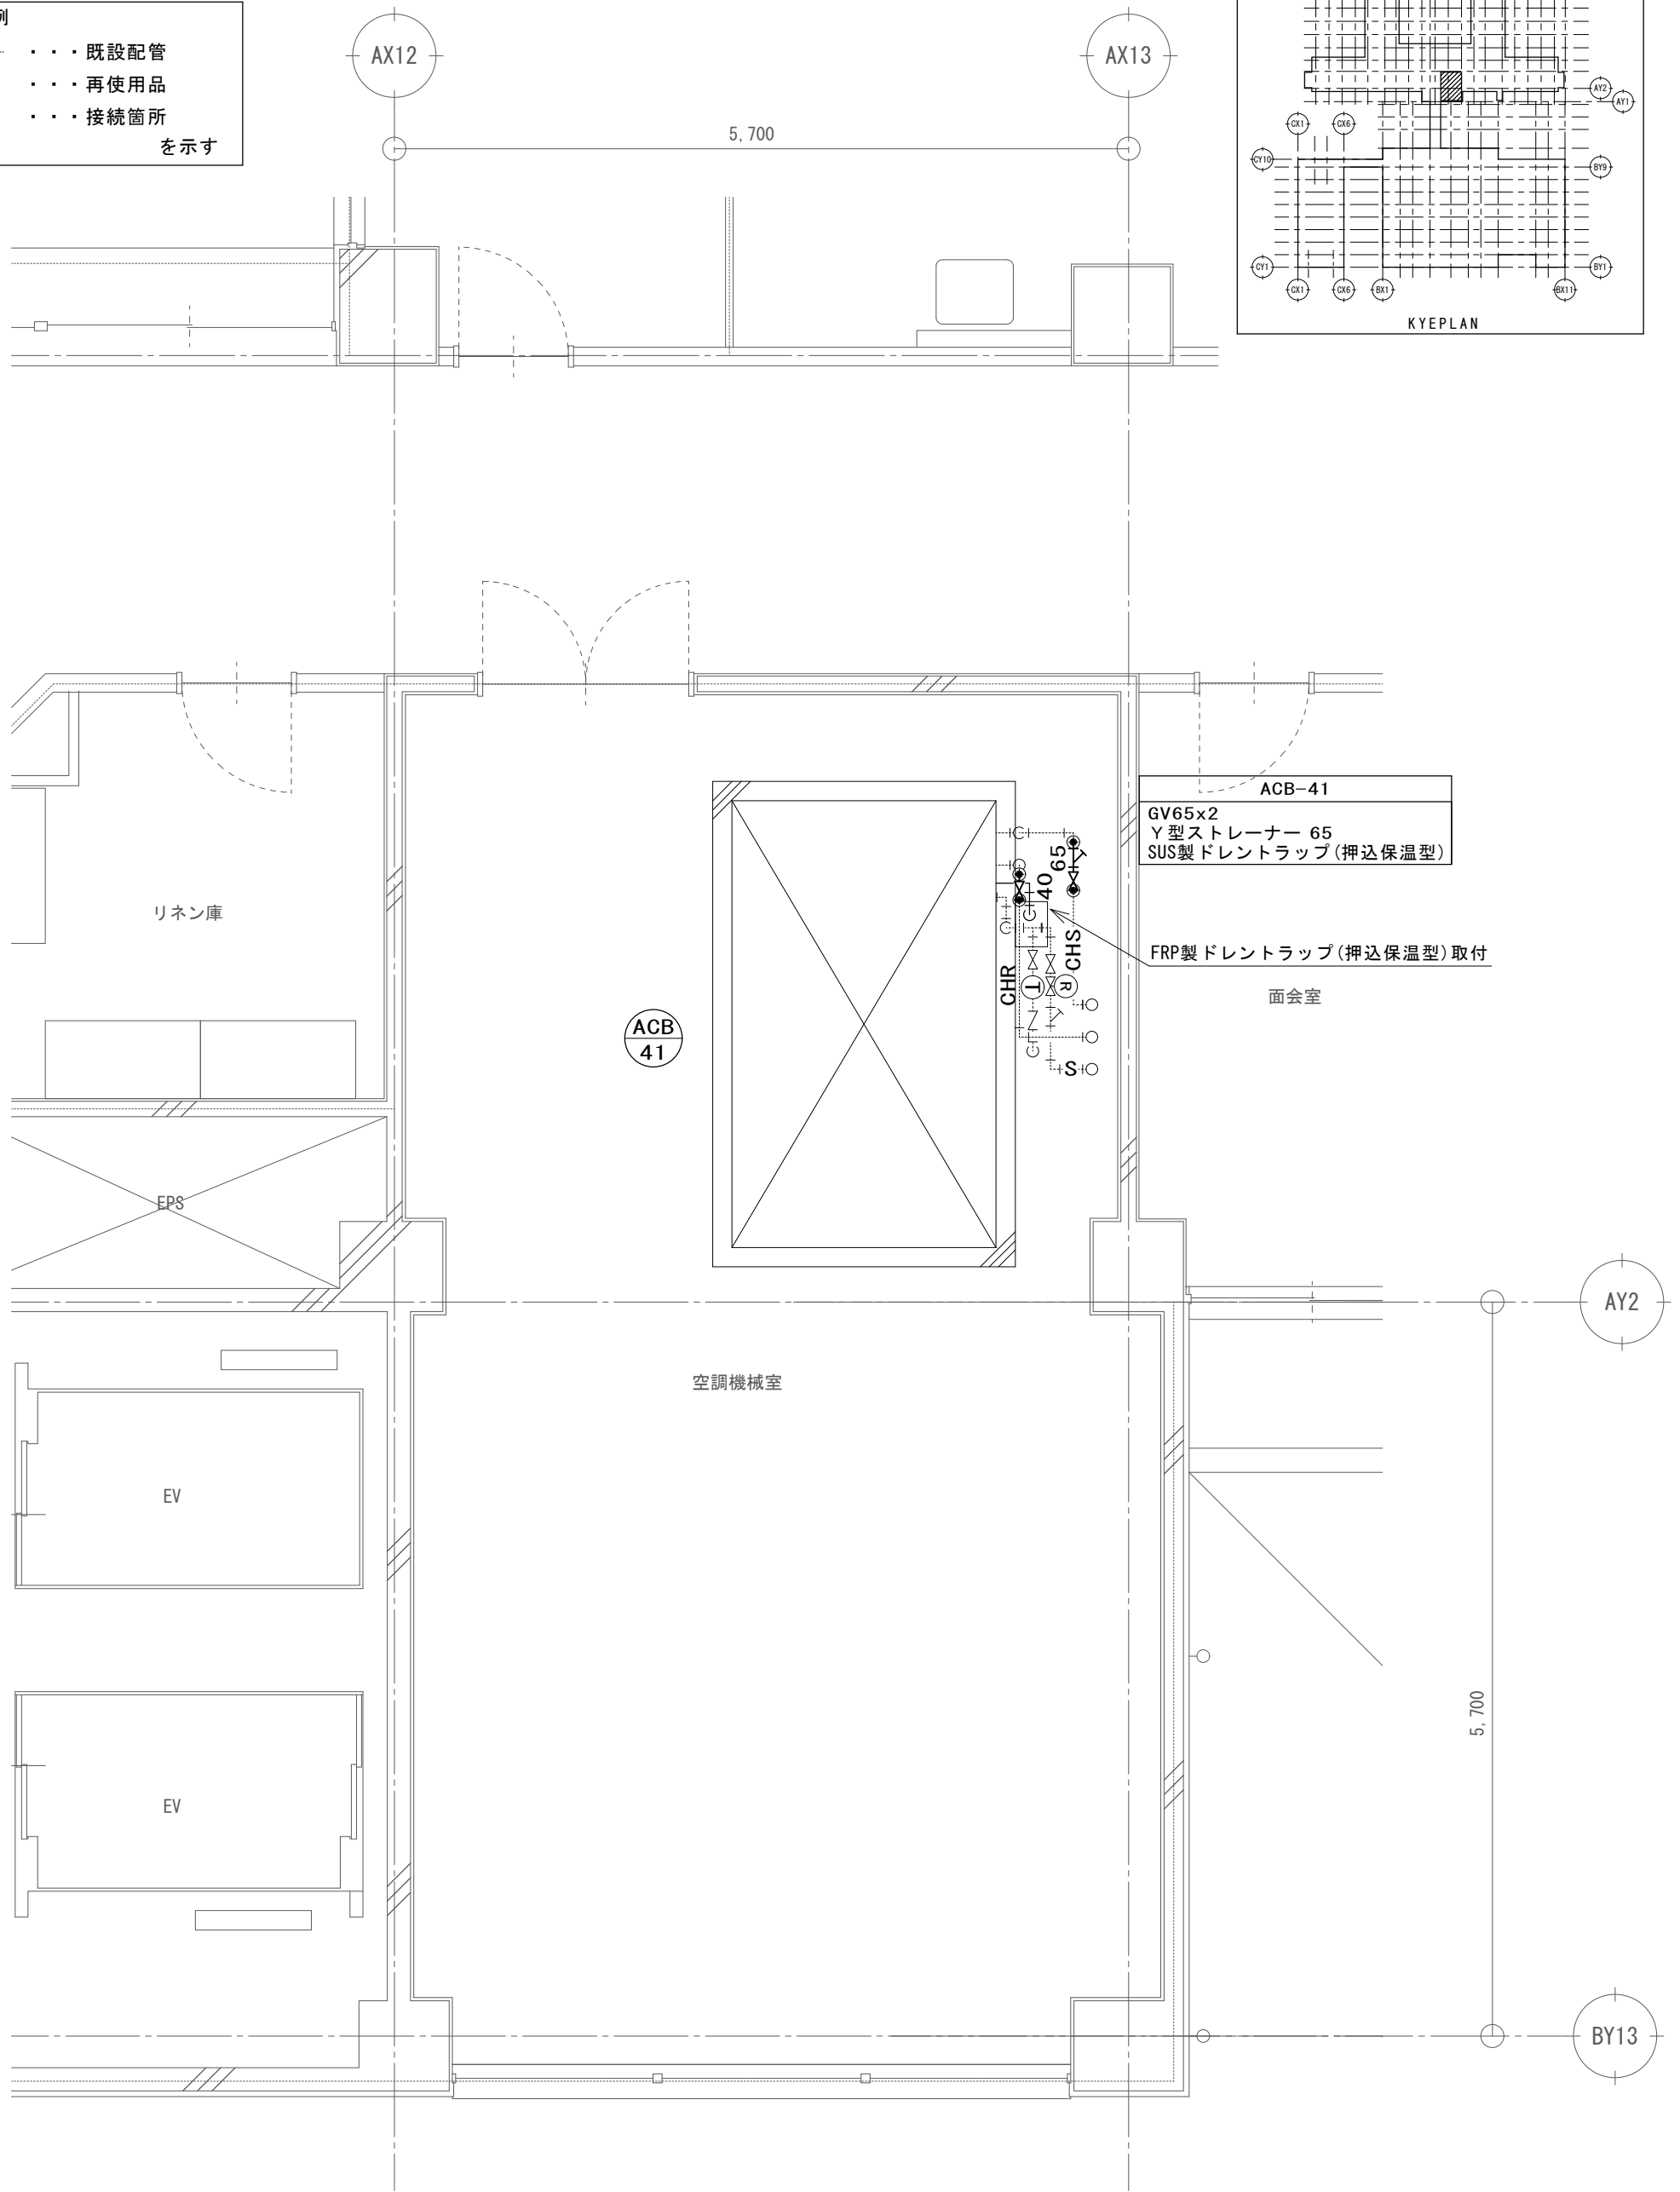 例
・・・既設配管
・・・再使用品
・・・接続箇所
を示す
AX12
AX13
5,700
AY2
AY1
CX1
CX6
CY10
BY9
CY1
BY1
CX1
CX6
BX1
BX11
KYEPLAN
ACB-41
GV65x2
Y型ストレーナー 65
SUS製ドレントラップ(押込保温型)
65
40
リネン庫
CHS
CHR
FRP製ドレントラップ(押込保温型)取付
面会室
T
R
ACB
41
S
EPS
AY2
空調機械室
EV
5,700
EV
BY13